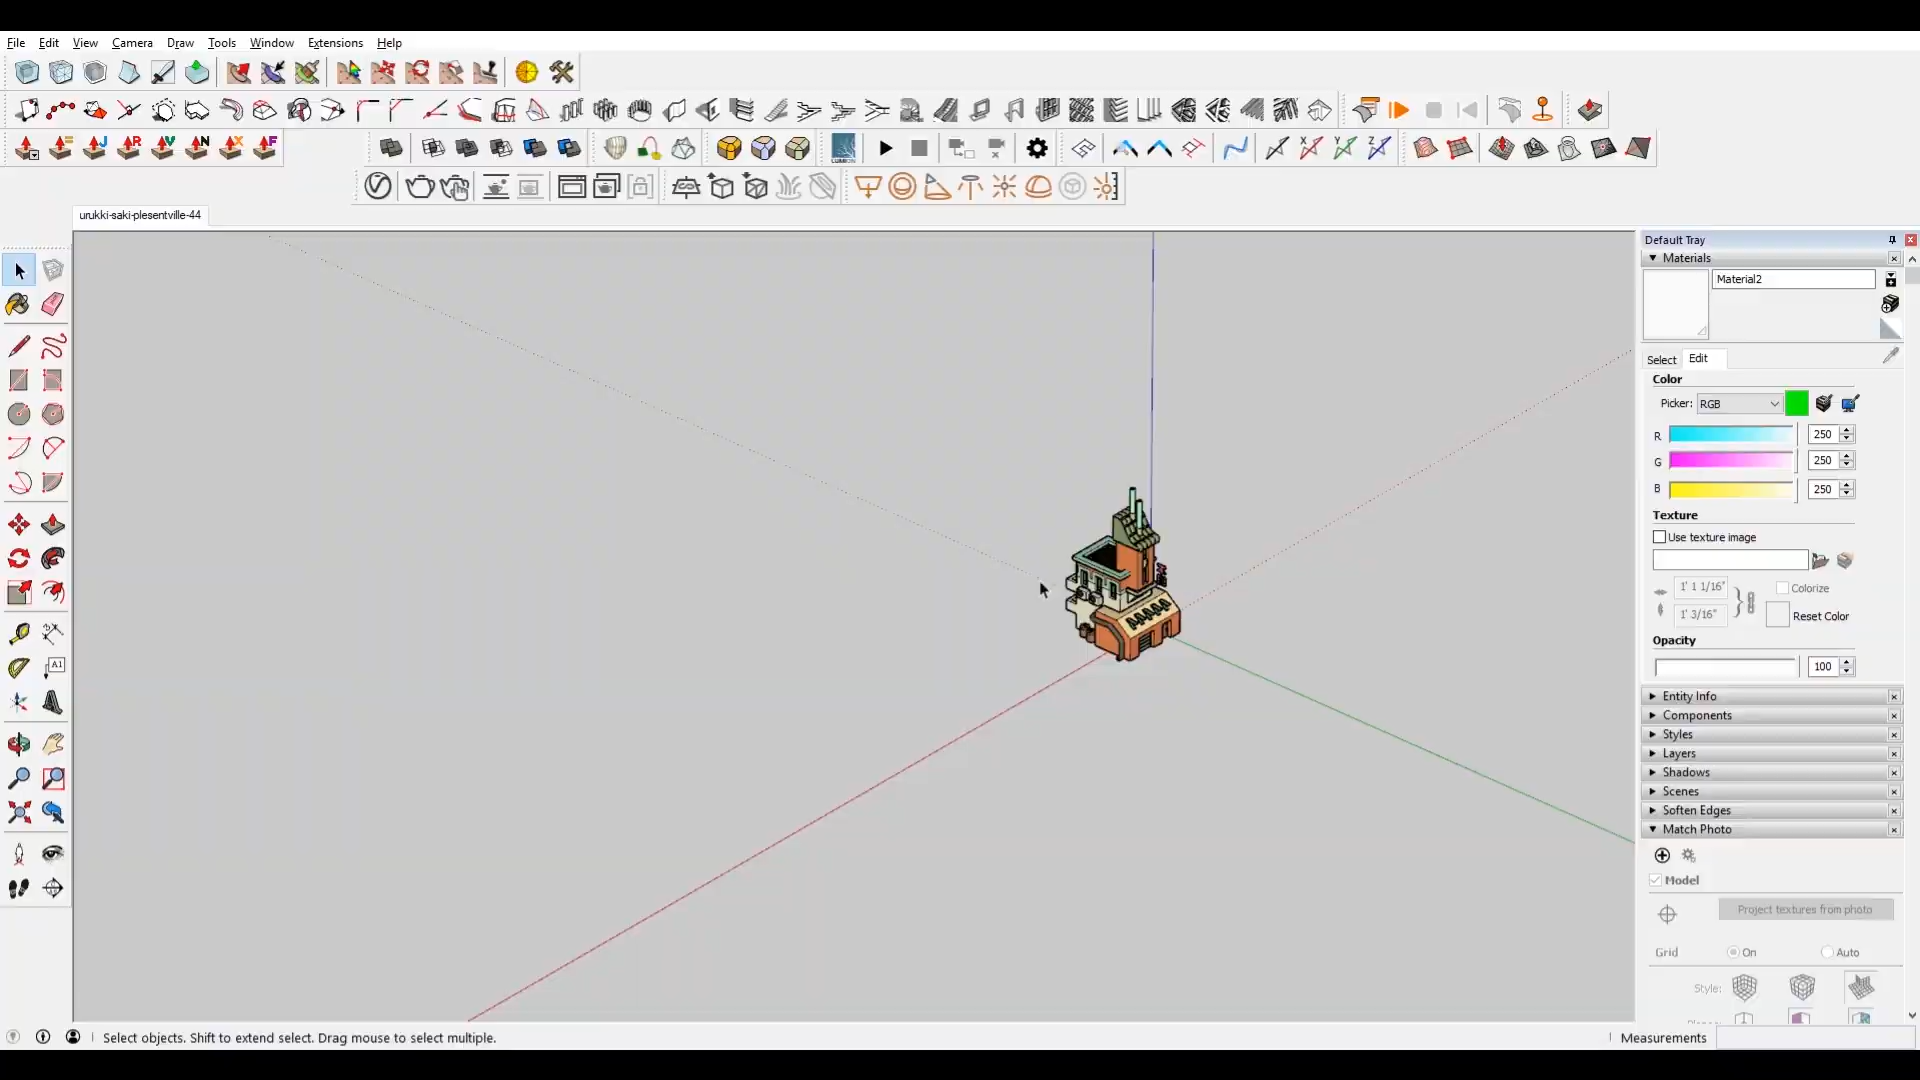 File Edit View Camera Draw Tools Window Extensions Help
urukki-saki-plesentville-44
Default Tray
Materials
Material2
Select Edit
Color
Picker: RGB
R 250
G 250
B 250
Texture
Use texture image
1' 1 1/16"
Colorize
1' 3/16"
Reset Color
Opacity
100
Entity Info
Components
Styles
Layers
Shadows
Scenes
Soften Edges
Match Photo
Model
Project textures from photo
Grid On Auto
Style:
Select objects. Shift to extend select. Drag mouse to select multiple.
Measurements